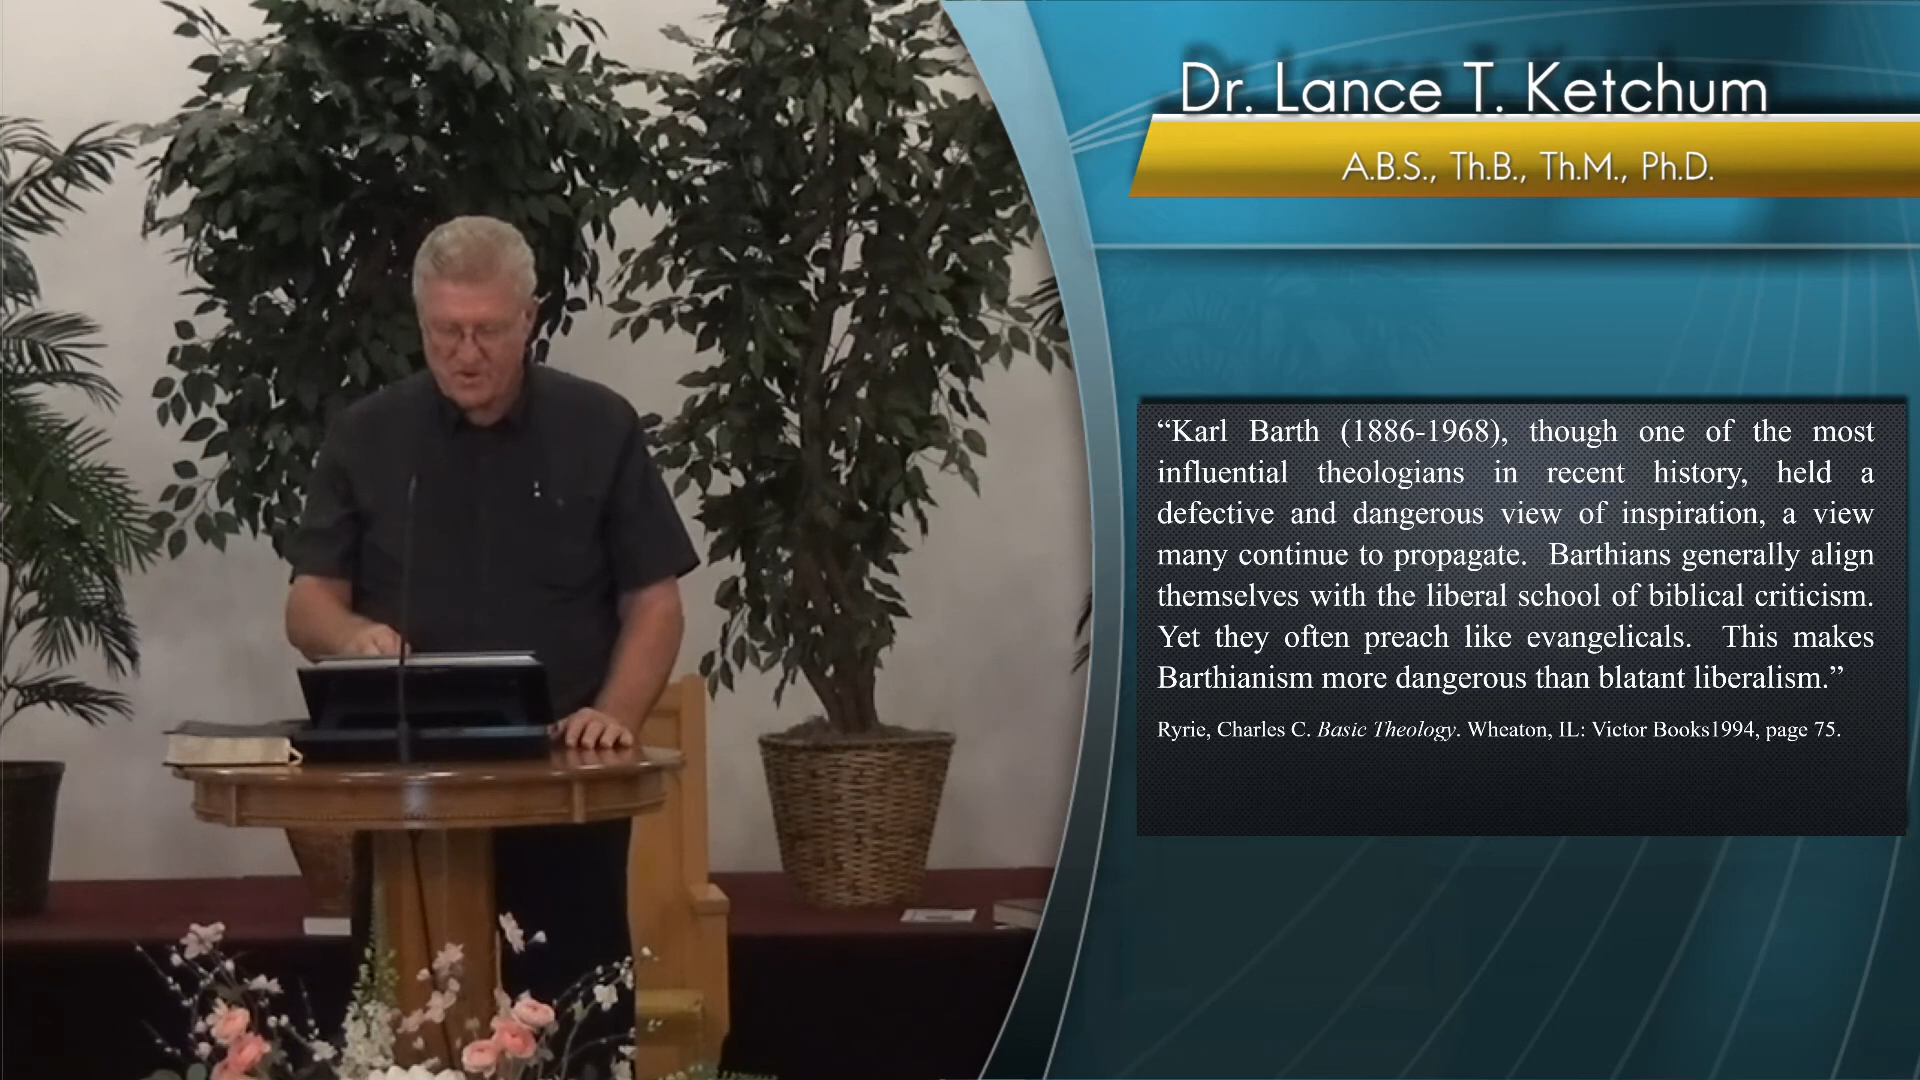 Dr. Lance T. Ketchum
A.B.S., Th.B., Th.M., Ph.D.
“Karl Barth (1886-1968), though one of the most
influential theologians in recent history, held a
defective and dangerous view of inspiration, a view
many continue to propagate.  Barthians generally align
themselves with the liberal school of biblical criticism.
Yet they often preach like evangelicals.  This makes
Barthianism more dangerous than blatant liberalism.”
Ryrie, Charles C. Basic Theology. Wheaton, IL: Victor Books1994, page 75.